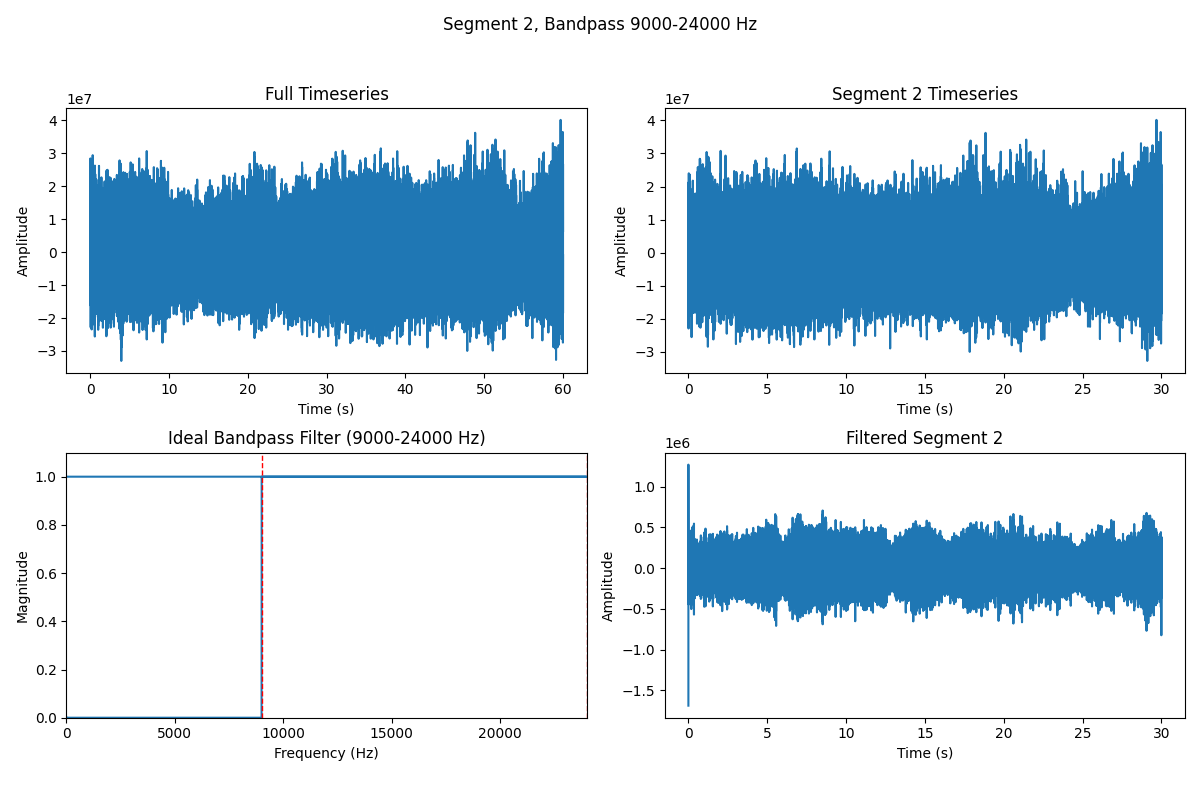 Segment 2, Bandpass 9000-24000 Hz
Full Timeseries
1e7
4
3
2
1
0
−1
−2
−3
Amplitude
0 10 20 30 40 50 60
Time (s)
Segment 2 Timeseries
1e7
4
3
2
1
0
−1
−2
−3
Amplitude
0 5 10 15 20 25 30
Time (s)
Ideal Bandpass Filter (9000-24000 Hz)
1.0
0.8
0.6
0.4
0.2
0.0
Magnitude
0 5000 10000 15000 20000
Frequency (Hz)
Filtered Segment 2
1e6
1.0
0.5
0.0
−0.5
−1.0
−1.5
Amplitude
0 5 10 15 20 25 30
Time (s)